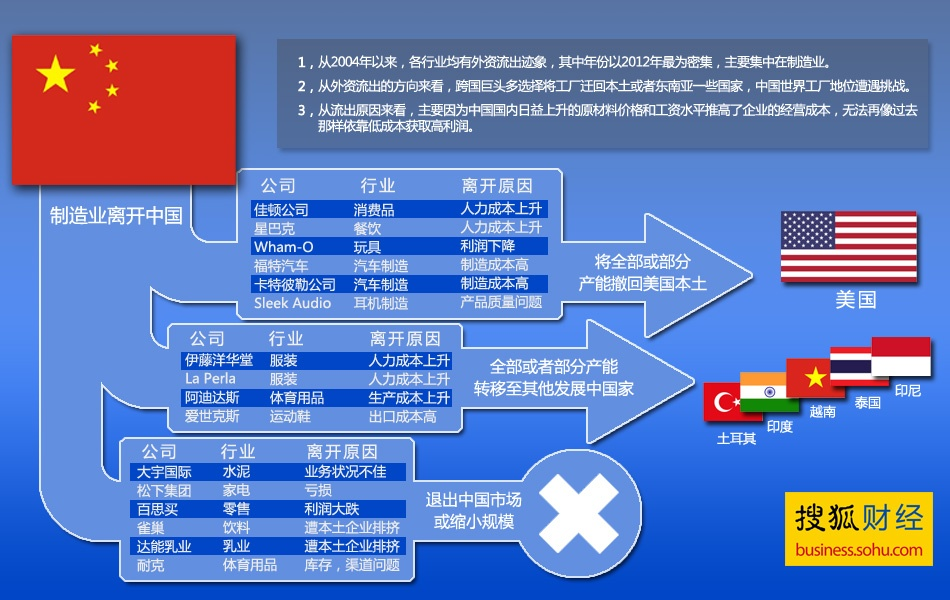 1，从2004年以来，各行业均有外资流出迹象，其中年份以2012年最为密集，主要集中在制造业。
2，从外资流出的方向来看，跨国巨头多选择将工厂迁回本土或者东南亚一些国家，中国世界工厂地位遭遇挑战。
3，从流出原因来看，主要因为中国国内日益上升的原材料价格和工资水平推高了企业的经营成本，无法再像过去
那样依靠低成本获取高利润。
制造业离开中国
公司 行业 离开原因
佳顿公司 消费品 人力成本上升
星巴克 餐饮 人力成本上升
Wham-O 玩具 利润下降
福特汽车 汽车制造 制造成本高
卡特彼勒公司 汽车制造 制造成本高
Sleek Audio 耳机制造 产品质量问题
将全部或部分
产能撤回美国本土
美国
公司 行业 离开原因
伊藤洋华堂 服装 人力成本上升
La Perla 服装 人力成本上升
阿迪达斯 体育用品 生产成本上升
爱世克斯 运动鞋 出口成本高
全部或者部分产能
转移至其他发展中国家
土耳其
印度
越南
泰国
印尼
公司 行业 离开原因
大宇国际 水泥 业务状况不佳
松下集团 家电 亏损
百思买 零售 利润大跌
雀巢 饮料 遭本土企业排挤
达能乳业 乳业 遭本土企业排挤
耐克 体育用品 库存，渠道问题
退出中国市场
或缩小规模
搜狐财经
business.sohu.com